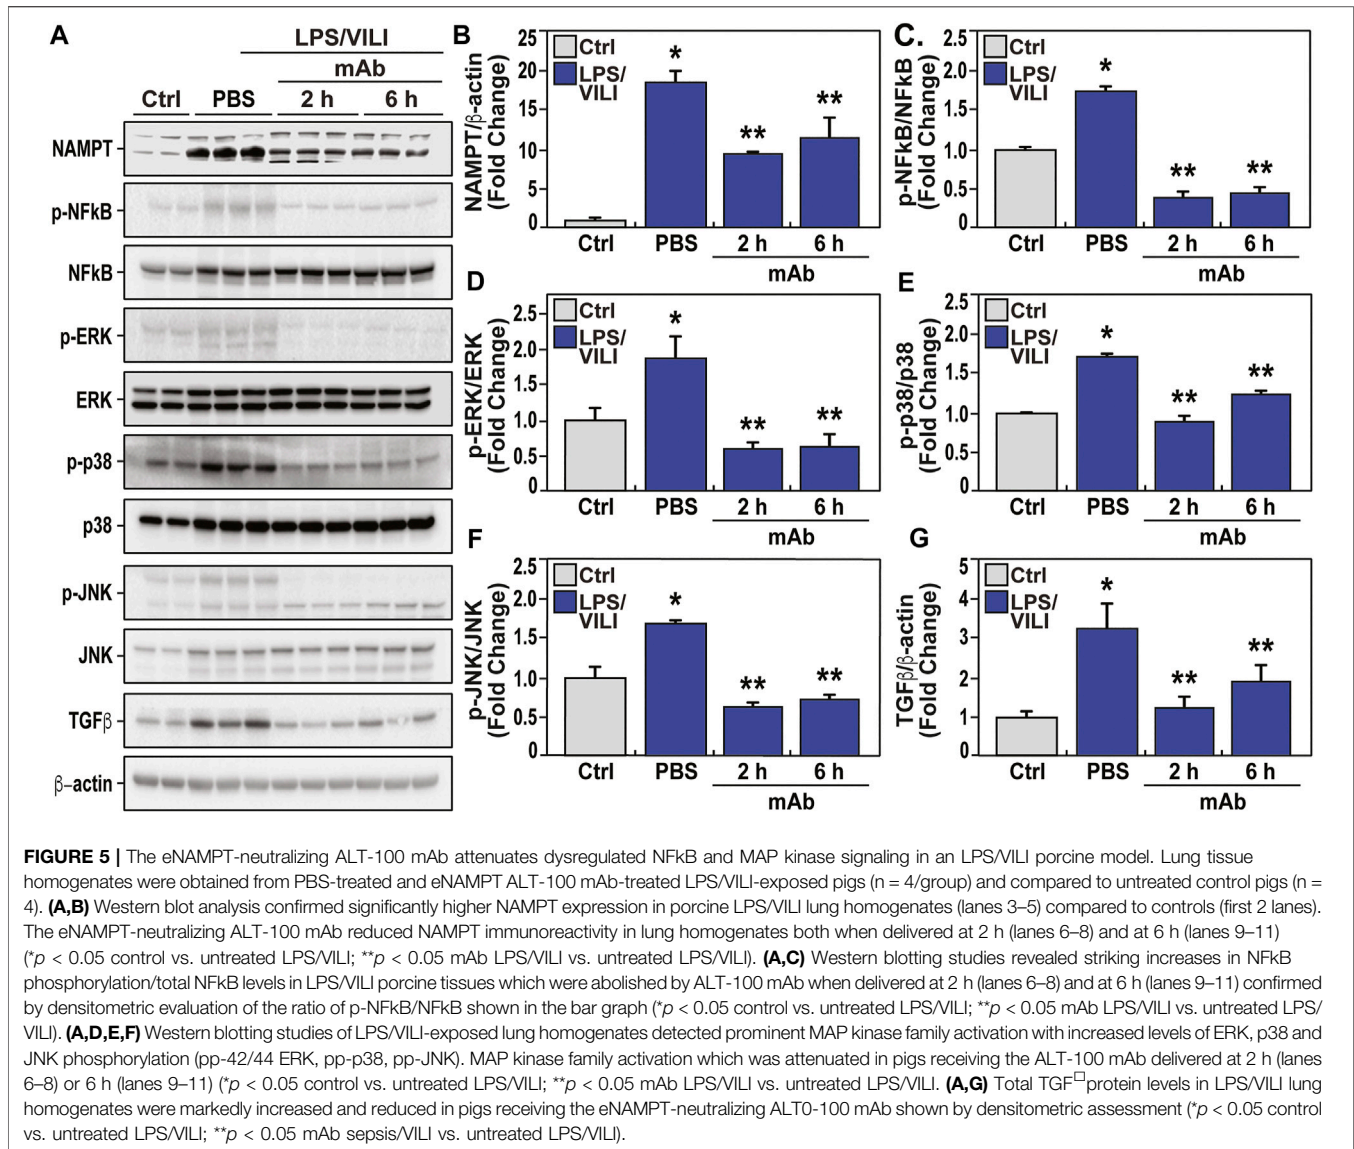 A
LPS/VILI
mAb
Ctrl PBS 2 h 6 h
NAMPT
p-NFkB
NFkB
p-ERK
ERK
p-p38
p38
p-JNK
JNK
TGFβ
β–actin
B
NAMPT/β-actin
(Fold Change)
25
20
15
10
5
0
Ctrl
LPS/
VILI
*
**
**
Ctrl PBS 2 h 6 h
mAb
C.
p-NFkB/NFkB
(Fold Change)
2.5
2.0
1.5
1.0
0.5
0
Ctrl
LPS/
VILI
*
**
**
Ctrl PBS 2 h 6 h
mAb
D
p-ERK/ERK
(Fold Change)
2.5
2.0
1.5
1.0
0.5
0
Ctrl
LPS/
VILI
*
**
**
Ctrl PBS 2 h 6 h
mAb
E
p-p38/p38
(Fold Change)
2.5
2.0
1.5
1.0
0.5
0
Ctrl
LPS/
VILI
*
**
**
Ctrl PBS 2 h 6 h
mAb
F
p-JNK/JNK
(Fold Change)
2.5
2.0
1.5
1.0
0.5
0
Ctrl
LPS/
VILI
*
**
**
Ctrl PBS 2 h 6 h
mAb
G
TGFβ/β-actin
(Fold Change)
5
4
3
2
1
0
Ctrl
LPS/
VILI
*
**
**
Ctrl PBS 2 h 6 h
mAb
FIGURE 5 | The eNAMPT-neutralizing ALT-100 mAb attenuates dysregulated NFkB and MAP kinase signaling in an LPS/VILI porcine model. Lung tissue
homogenates were obtained from PBS-treated and eNAMPT ALT-100 mAb-treated LPS/VILI-exposed pigs (n = 4/group) and compared to untreated control pigs (n =
4). (A,B) Western blot analysis confirmed significantly higher NAMPT expression in porcine LPS/VILI lung homogenates (lanes 3–5) compared to controls (first 2 lanes).
The eNAMPT-neutralizing ALT-100 mAb reduced NAMPT immunoreactivity in lung homogenates both when delivered at 2 h (lanes 6–8) and at 6 h (lanes 9–11)
(*p < 0.05 control vs. untreated LPS/VILI; **p < 0.05 mAb LPS/VILI vs. untreated LPS/VILI). (A,C) Western blotting studies revealed striking increases in NFkB
phosphorylation/total NFkB levels in LPS/VILI porcine tissues which were abolished by ALT-100 mAb when delivered at 2 h (lanes 6–8) and at 6 h (lanes 9–11) confirmed
by densitometric evaluation of the ratio of p-NFkB/NFkB shown in the bar graph (*p < 0.05 control vs. untreated LPS/VILI; **p < 0.05 mAb LPS/VILI vs. untreated LPS/
VILI). (A,D,E,F) Western blotting studies of LPS/VILI-exposed lung homogenates detected prominent MAP kinase family activation with increased levels of ERK, p38 and
JNK phosphorylation (pp-42/44 ERK, pp-p38, pp-JNK). MAP kinase family activation which was attenuated in pigs receiving the ALT-100 mAb delivered at 2 h (lanes
6–8) or 6 h (lanes 9–11) (*p < 0.05 control vs. untreated LPS/VILI; **p < 0.05 mAb LPS/VILI vs. untreated LPS/VILI. (A,G) Total TGF□protein levels in LPS/VILI lung
homogenates were markedly increased and reduced in pigs receiving the eNAMPT-neutralizing ALT0-100 mAb shown by densitometric assessment (*p < 0.05 control
vs. untreated LPS/VILI; **p < 0.05 mAb sepsis/VILI vs. untreated LPS/VILI).